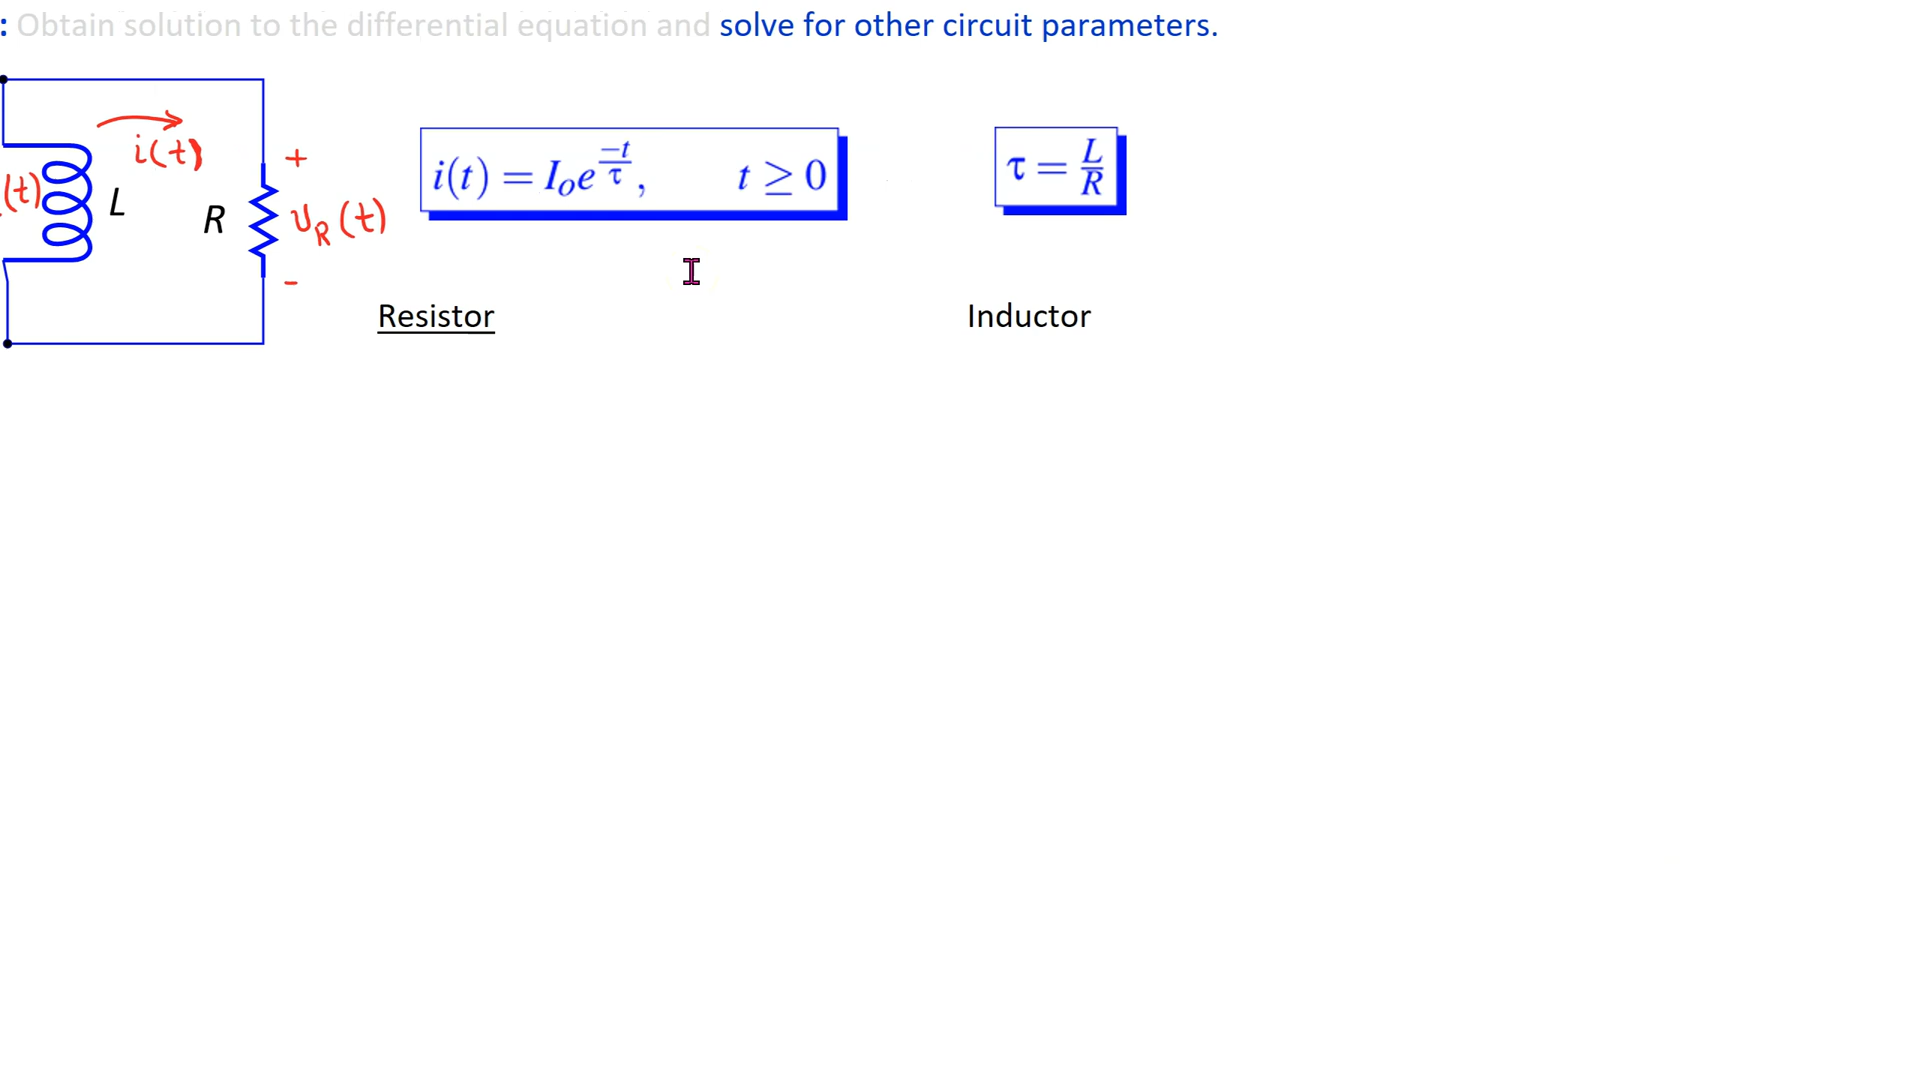 : Obtain solution to the differential equation and solve for other circuit parameters.
i(t)
+
(t)
L
R
v_R(t)
-
i(t) = I_o e^{-t/τ}, t ≥ 0
τ = L/R
Resistor
Inductor